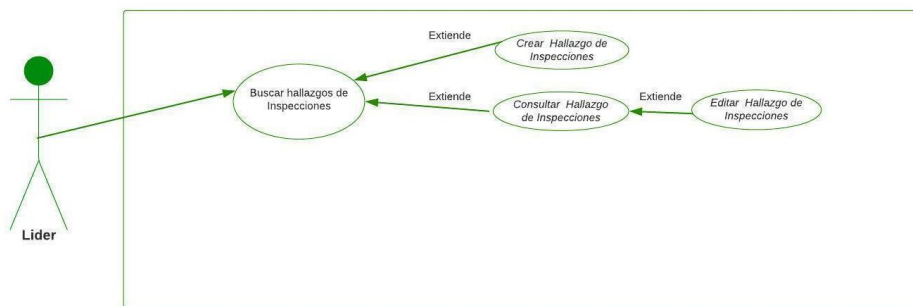 Extiende
Crear Hallazgo de
Inspecciones
Buscar hallazgos de
Inspecciones
Extiende
Consultar Hallazgo
de Inspecciones
Extiende
Editar Hallazgo de
Inspecciones
Lider